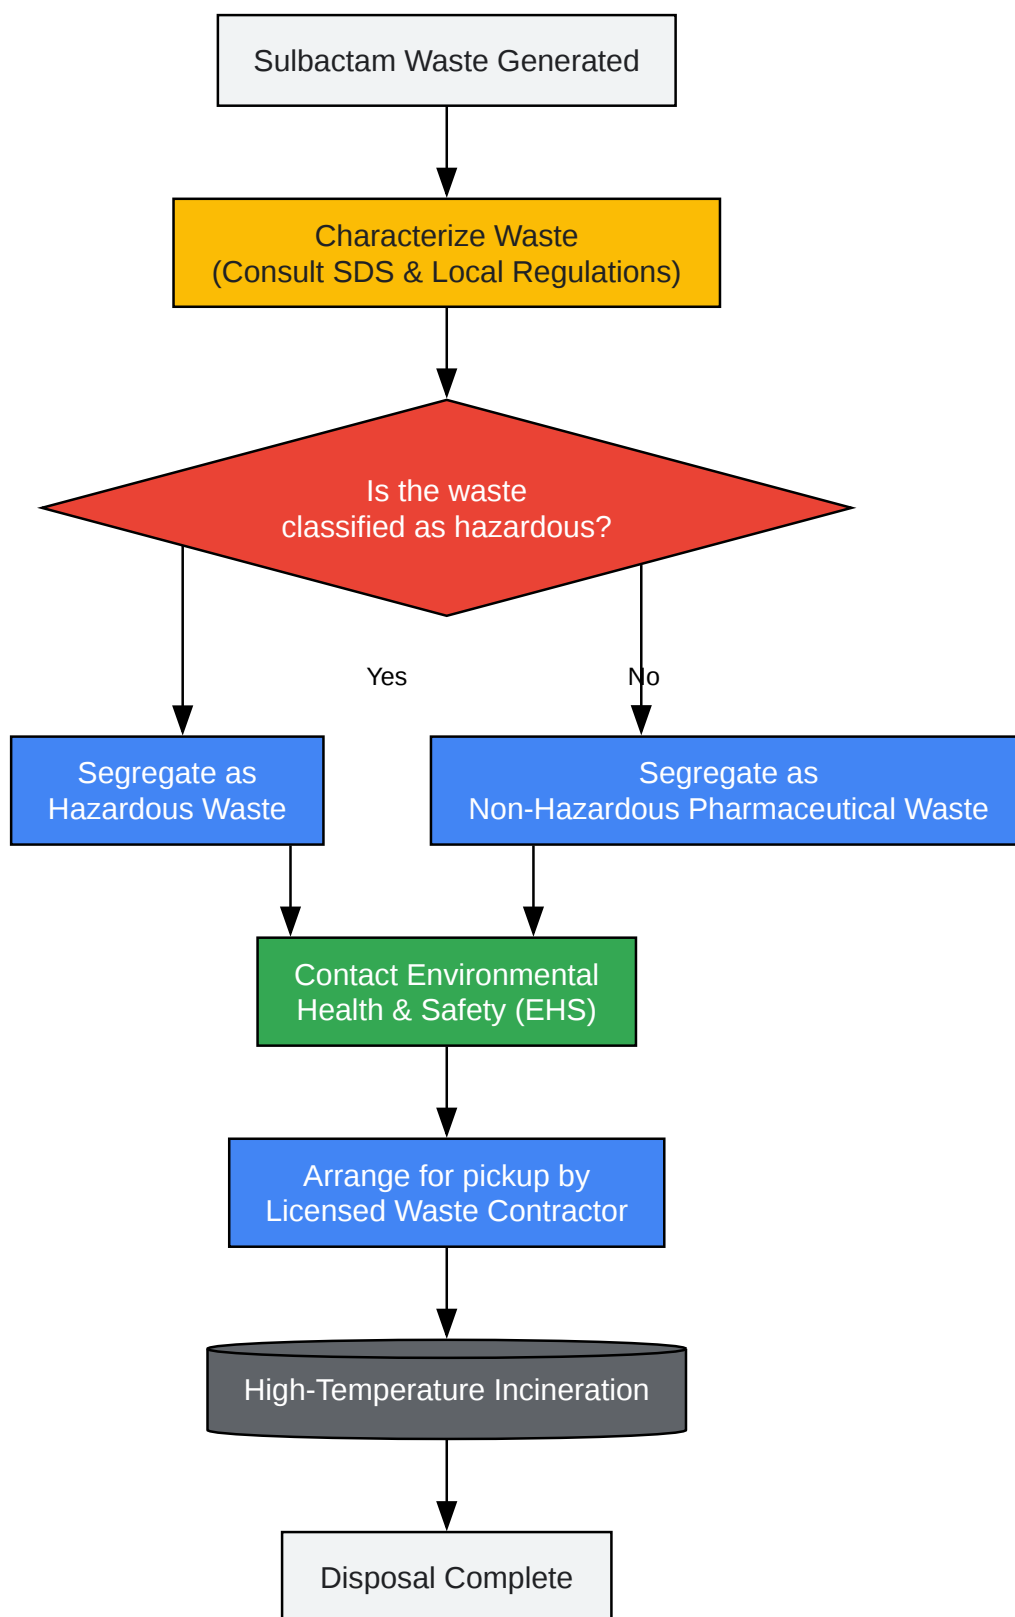 Sulbactam Waste Generated
Characterize Waste
(Consult SDS & Local Regulations)
Is the waste
classified as hazardous?
Yes
No
Segregate as
Hazardous Waste
Segregate as
Non-Hazardous Pharmaceutical Waste
Contact Environmental
Health & Safety (EHS)
Arrange for pickup by
Licensed Waste Contractor
High-Temperature Incineration
Disposal Complete